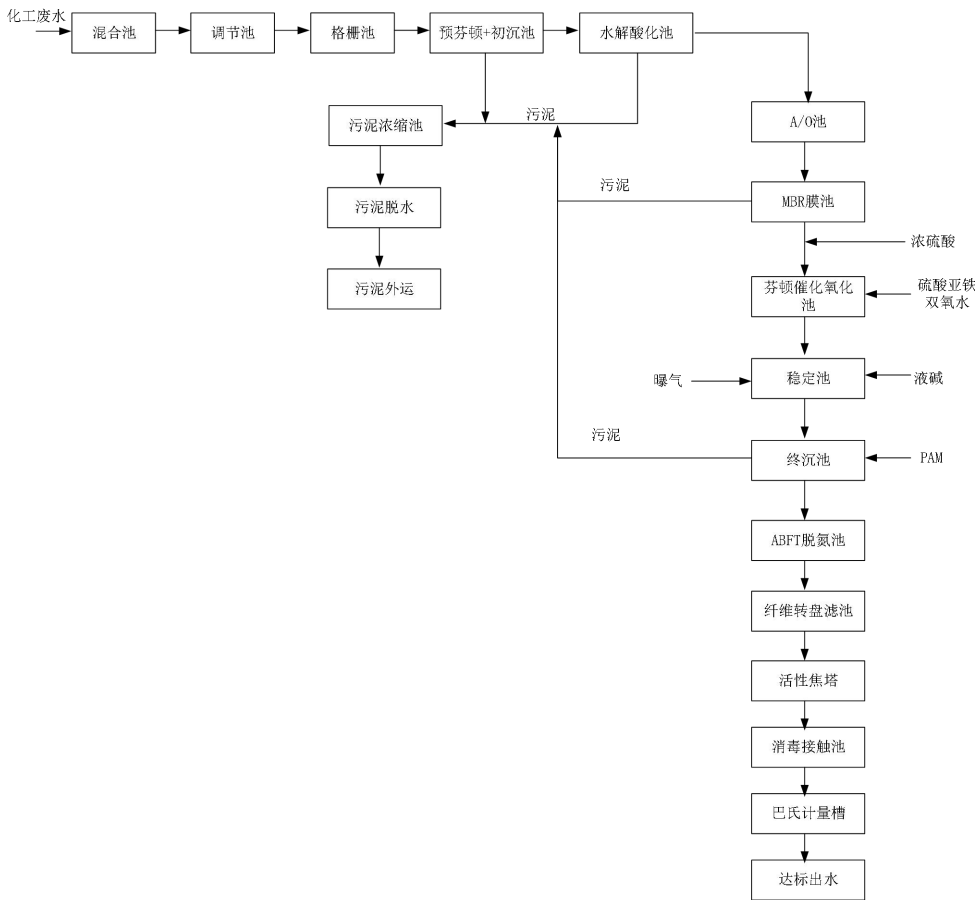 化工废水
混合池
调节池
格栅池
预芬顿+初沉池
水解酸化池
污泥浓缩池
污泥
A/O池
污泥脱水
污泥
MBR膜池
浓硫酸
污泥外运
芬顿催化氧化
池
硫酸亚铁
双氧水
曝气
稳定池
液碱
污泥
终沉池
PAM
ABFT脱氮池
纤维转盘滤池
活性焦塔
消毒接触池
巴氏计量槽
达标出水